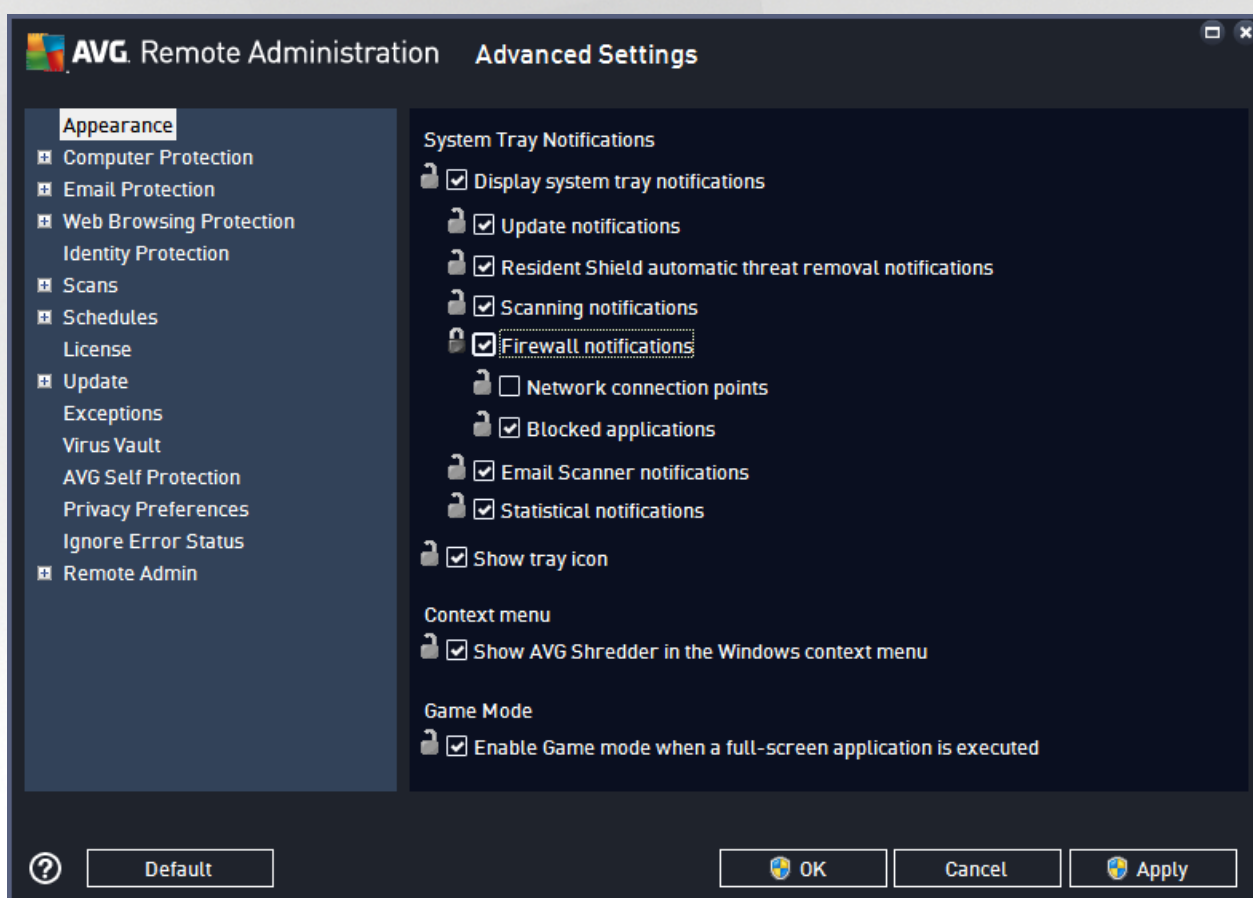 AVG. Remote Administration Advanced Settings
Appearance
Computer Protection
Email Protection
Web Browsing Protection
Identity Protection
Scans
Schedules
License
Update
Exceptions
Virus Vault
AVG Self Protection
Privacy Preferences
Ignore Error Status
Remote Admin
System Tray Notifications
Display system tray notifications
Update notifications
Resident Shield automatic threat removal notifications
Scanning notifications
Firewall notifications
Network connection points
Blocked applications
Email Scanner notifications
Statistical notifications
Show tray icon
Context menu
Show AVG Shredder in the Windows context menu
Game Mode
Enable Game mode when a full-screen application is executed
Default OK Cancel Apply